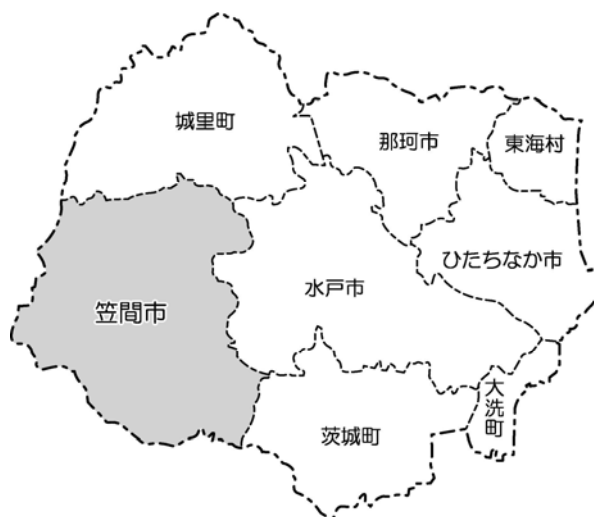 城里町
那珂市
東海村
ひたちなか市
水戸市
笠間市
大洗町
茨城町